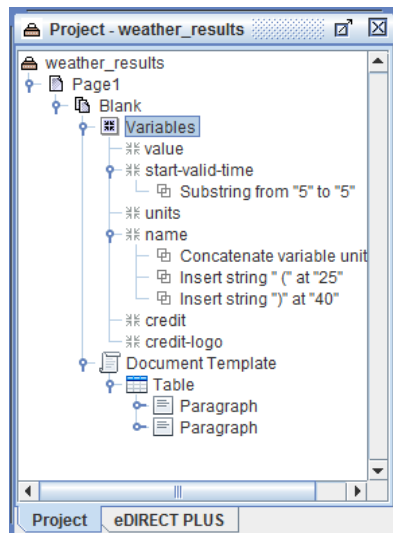 Project - weather_results
weather_results
Page1
Blank
Variables
value
start-valid-time
Substring from "5" to "5"
units
name
Concatenate variable unit
Insert string " (" at "25"
Insert string ")" at "40"
credit
credit-logo
Document Template
Table
Paragraph
Paragraph
Project eDIRECT PLUS